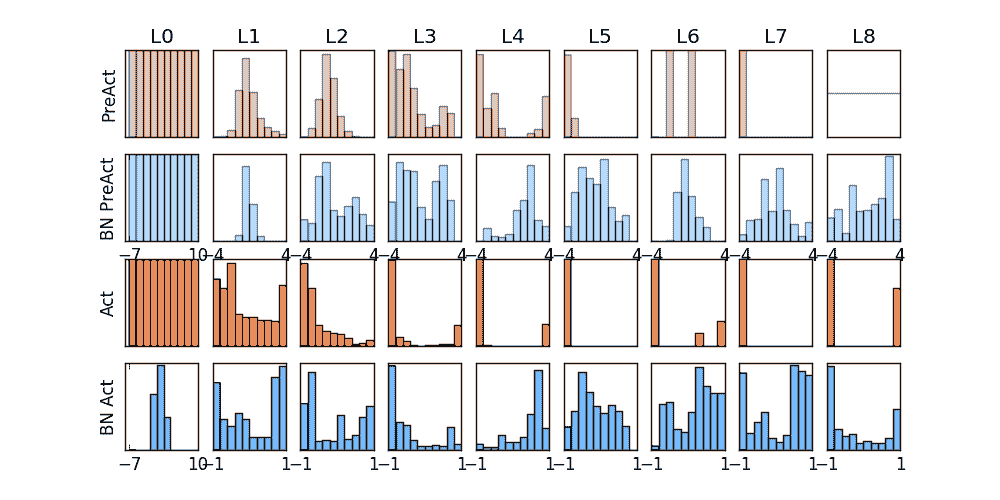 L0 L1 L2 L3 L4 L5 L6 L7 L8
PreAct
BN PreAct
−7 10 −4 4 −4 4 −4 4 −4 4 −4 4 −4 4 −4 4 −4 4
Act
BN Act
−7 10 −1 1 −1 1 −1 1 −1 1 −1 1 −1 1 −1 1 −1 1